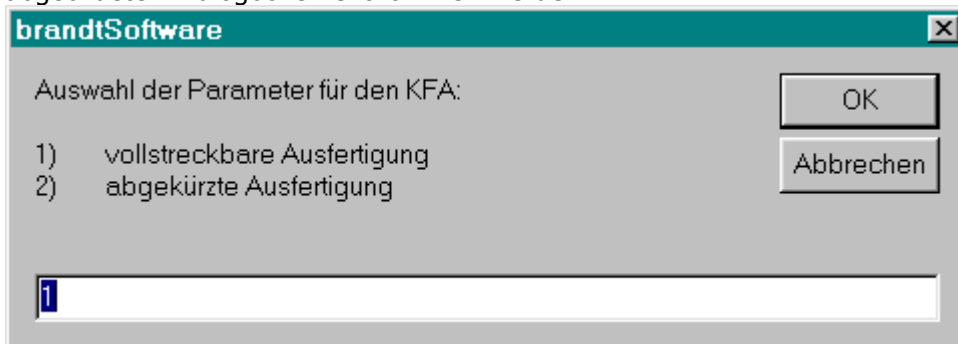 brandtSoftware
Auswahl der Parameter für den KFA:
OK
1) vollstreckbare Ausfertigung
Abbrechen
2) abgekürzte Ausfertigung
1